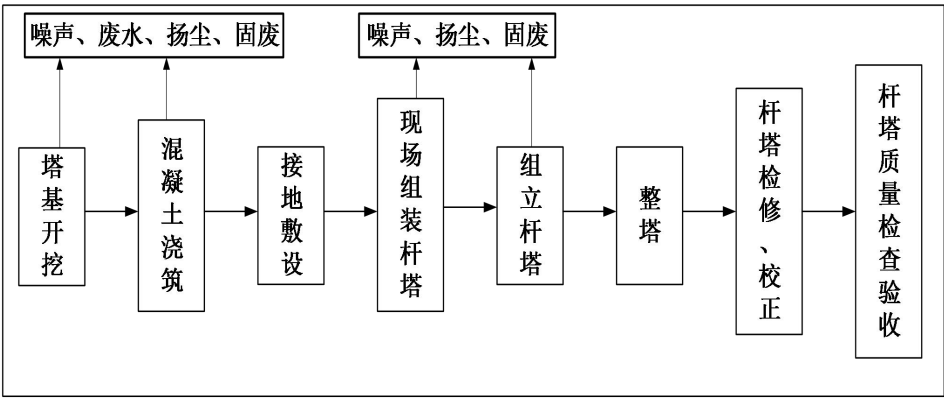 噪声、废水、扬尘、固废
噪声、扬尘、固废
塔基开挖
混凝土浇筑
接地敷设
现场组装杆塔
组立杆塔
整塔
杆塔检修、校正
杆塔质量检查验收